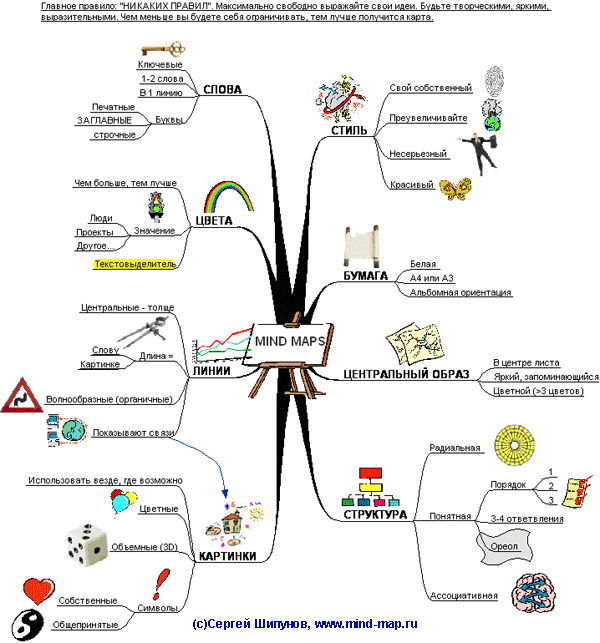 Главное правило: "НИКАКИХ ПРАВИЛ". Максимально свободно выражайте свои идеи. Будьте творческими, яркими,
выразительными. Чем меньше вы будете себя ограничивать, тем лучше получится карта.
Ключевые
1-2 слова
В 1 линию
СЛОВА
Печатные
ЗАГЛАВНЫЕ
строчные
Буквы
Чем больше, тем лучше
Люди
Проекты
Другое...
Значение
ЦВЕТА
Текстовыделитель
Центральные - толще
Слову
Картинке
Длина =
ЛИНИИ
Волнообразные (органичные)
Показывают связи
Использовать везде, где возможно
Цветные
Объемные (3D)
КАРТИНКИ
Собственные
Общепринятые
Символы
MIND MAPS
СТИЛЬ
Свой собственный
Преувеличивайте
Несерьезный
Красивый
БУМАГА
Белая
А4 или А3
Альбомная ориентация
ЦЕНТРАЛЬНЫЙ ОБРАЗ
В центре листа
Яркий, запоминающийся
Цветной (>3 цветов)
СТРУКТУРА
Радиальная
Понятная
Порядок
1
2
3
3-4 ответвления
Ореол
Ассоциативная
(с)Сергей Шипунов, www.mind-map.ru